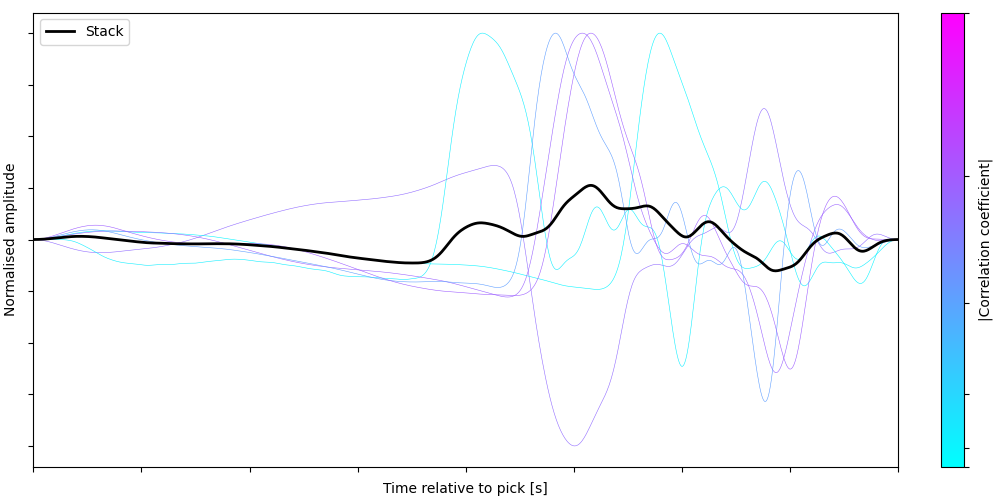 Stack
Normalised amplitude
Time relative to pick [s]
|Correlation coefficient|